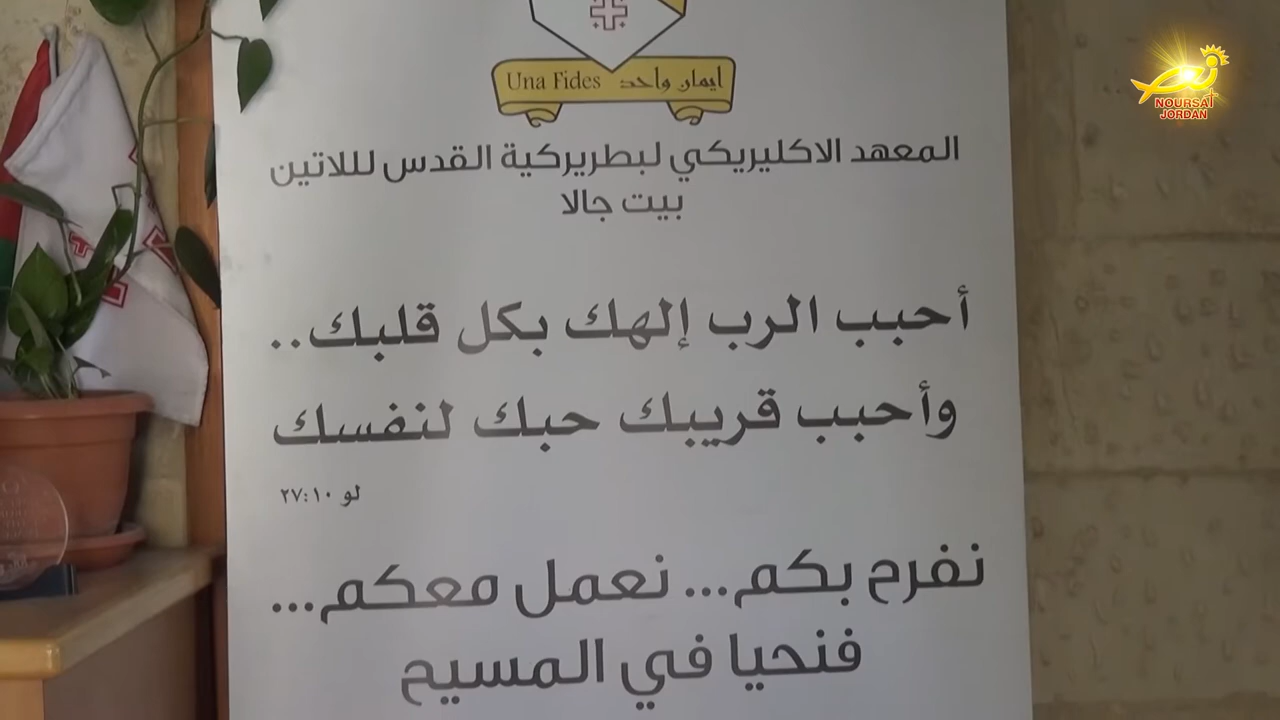 Una Fides ايمان واحد
NOURSAT
JORDAN
المعهد الاكليريكي لبطريركية القدس لللاتين
بيت جالا
أحبب الرب إلهك بكل قلبك..
وأحبب قريبك حبك لنفسك
لو ٢٧:١٠
نفرح بكم... نعمل معكم...
فنحيا في المسيح